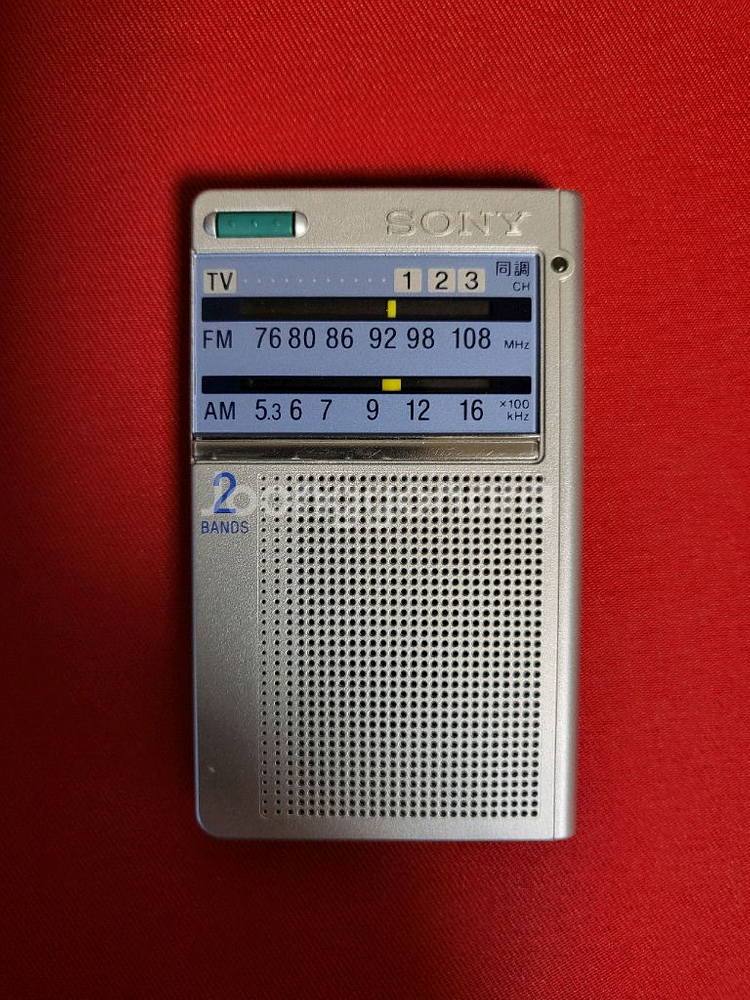 SONY
同調
TV 1 2 3 CH
FM 76 80 86 92 98 108 MHz
AM 5.3 6 7 9 12 16 ×100 kHz
2
BANDS